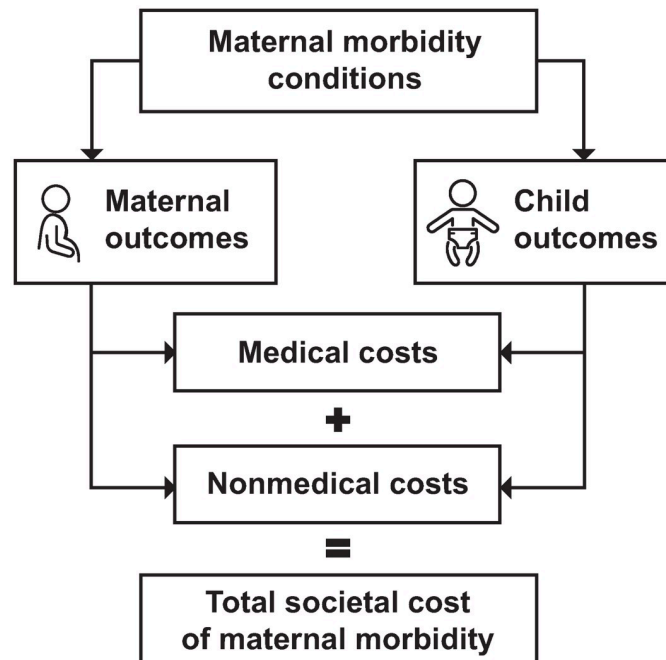 Maternal morbidity
conditions
Maternal
outcomes
Child
outcomes
Medical costs
+
Nonmedical costs
=
Total societal cost
of maternal morbidity